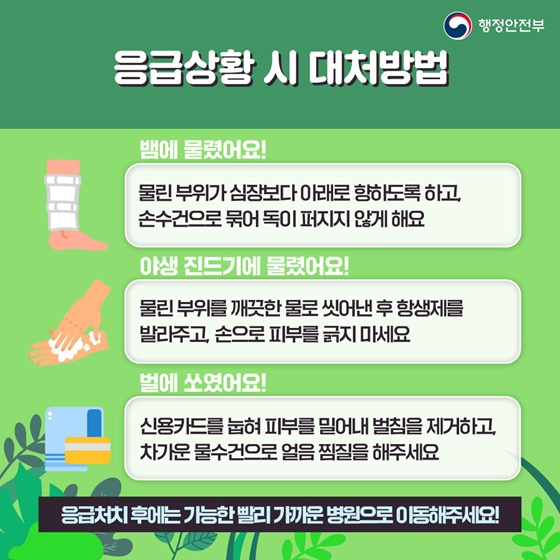 행정안전부
응급상황 시 대처방법
뱀에 물렸어요!
물린 부위가 심장보다 아래로 향하도록 하고,
손수건으로 묶어 독이 퍼지지 않게 해요
야생 진드기에 물렸어요!
물린 부위를 깨끗한 물로 씻어낸 후 항생제를
발라주고, 손으로 피부를 긁지 마세요
벌에 쏘였어요!
신용카드를 눕혀 피부를 밀어내 벌침을 제거하고,
차가운 물수건으로 얼음 찜질을 해주세요
응급처치 후에는 가능한 빨리 가까운 병원으로 이동해주세요!